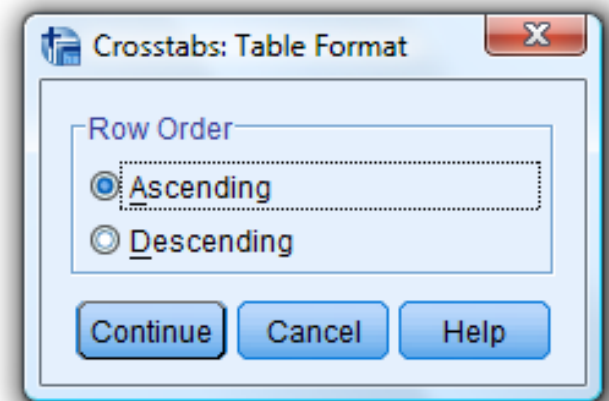 Crosstabs: Table Format
Row Order
Ascending
Descending
Continue Cancel Help